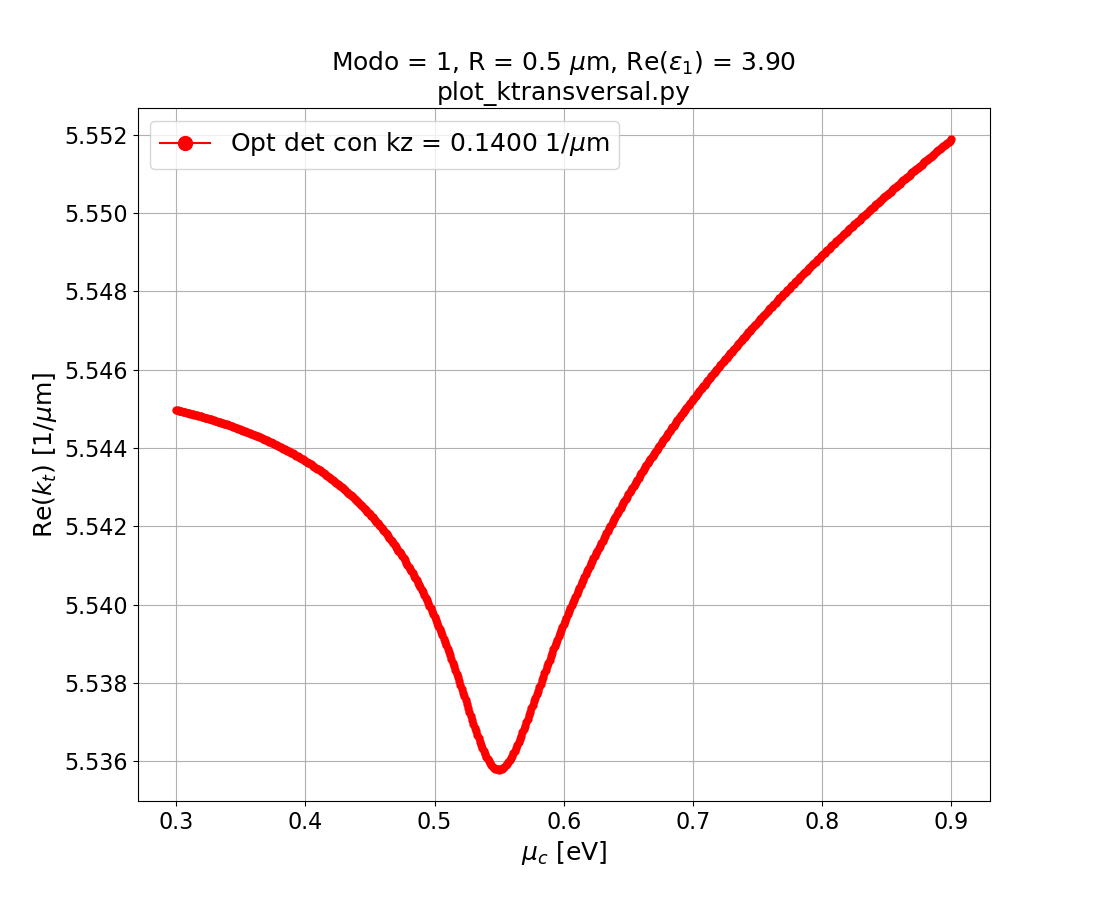 Modo = 1, R = 0.5 μm, Re(ε₁) = 3.90
plot_ktransversal.py
Opt det con kz = 0.1400 1/μm
5.552
5.550
5.548
5.546
5.544
5.542
5.540
5.538
5.536
Re(kₜ) [1/μm]
0.3 0.4 0.5 0.6 0.7 0.8 0.9
μ_c [eV]